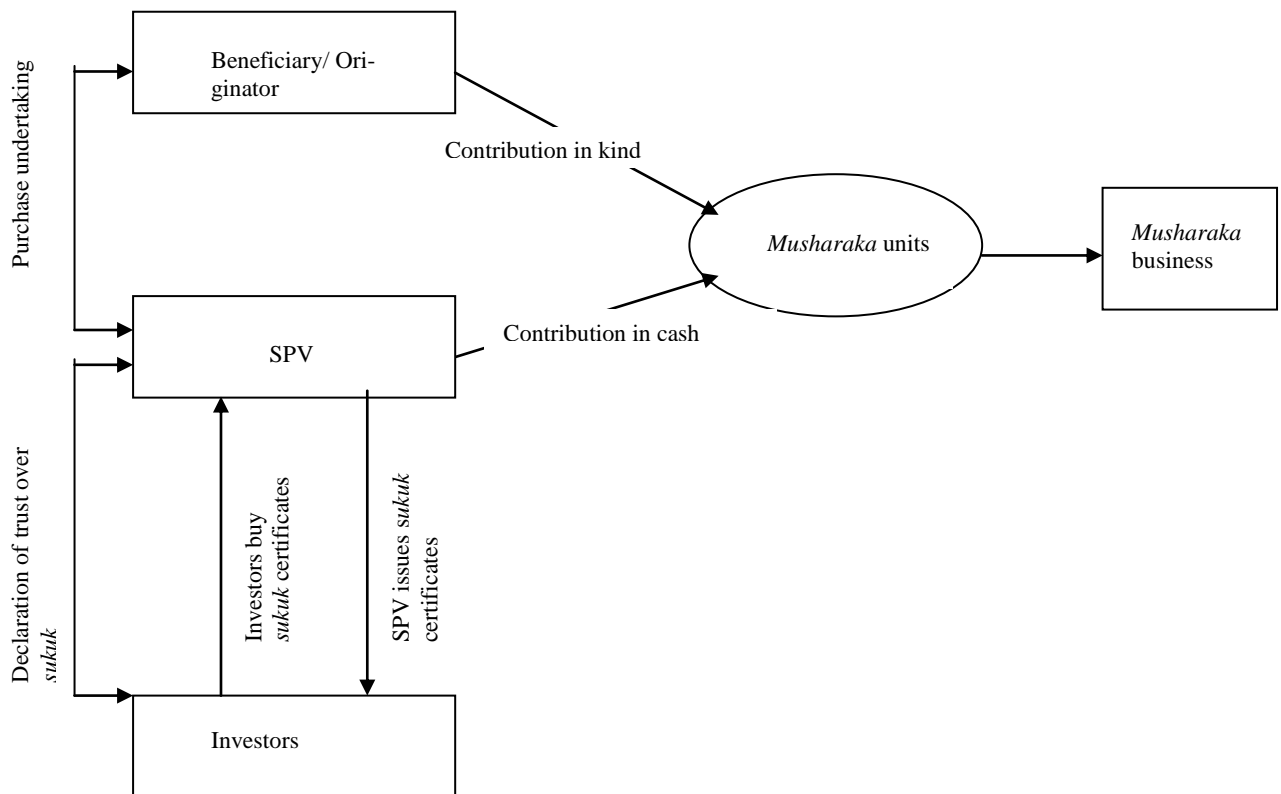 Beneficiary/ Ori-
ginator
Purchase undertaking
Contribution in kind
Musharaka units
Musharaka
business
SPV
Contribution in cash
Declaration of trust over
sukuk
Investors buy
sukuk certificates
SPV issues sukuk
certificates
Investors